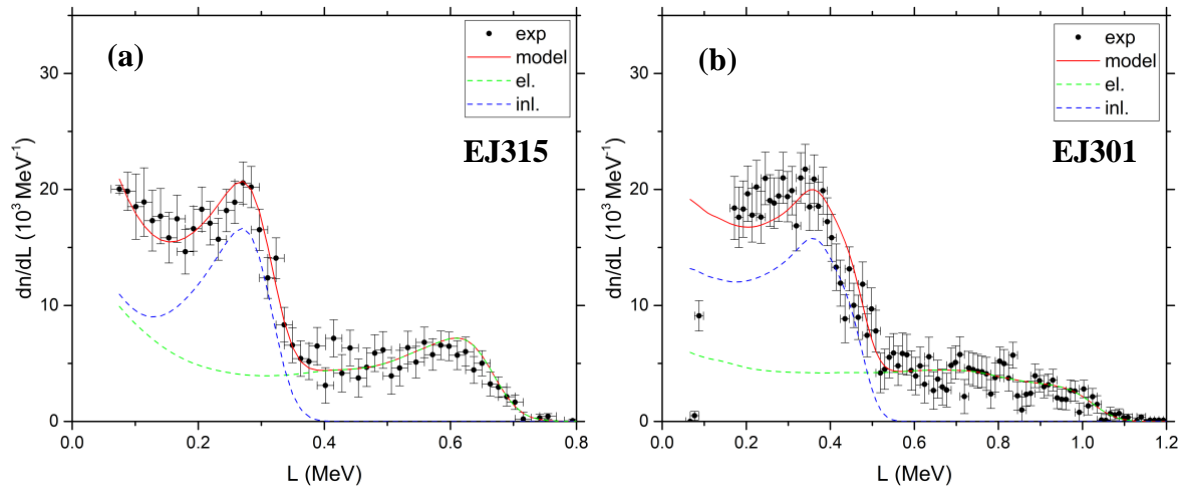 (a)
exp
model
el.
inl.
EJ315
30
20
10
0
dn/dL (10³ MeV⁻¹)
0.0 0.2 0.4 0.6 0.8
L (MeV)
(b)
exp
model
el.
inl.
EJ301
30
20
10
0
dn/dL (10³ MeV⁻¹)
0.0 0.2 0.4 0.6 0.8 1.0 1.2
L (MeV)